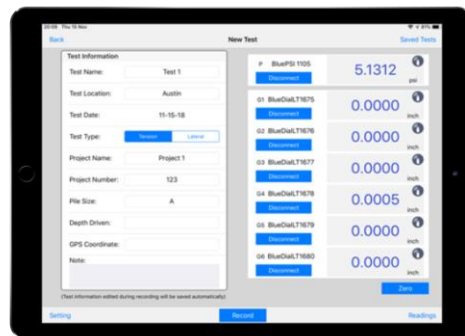 20:09 Thu 15 Nov
81%
Back
New Test
Saved Tests
Test Information
Test Name:
Test 1
Test Location:
Austin
Test Date:
11-15-18
Test Type:
Tension
Lateral
Project Name:
Project 1
Project Number:
123
Pile Size:
A
Depth Driven:
GPS Coordinate:
Note:
(Test information edited during recording will be saved automatically)
P BluePSI 1105
Disconnect
5.1312
psi
G1 BlueDialLT1675
Disconnect
0.0000
inch
G2 BlueDialLT1676
Disconnect
0.0000
inch
G3 BlueDialLT1677
Disconnect
0.0000
inch
G4 BlueDialLT1678
Disconnect
0.0005
inch
G5 BlueDialLT1679
Disconnect
0.0000
inch
G6 BlueDialLT1680
Disconnect
0.0000
inch
Zero
Setting
Record
Readings